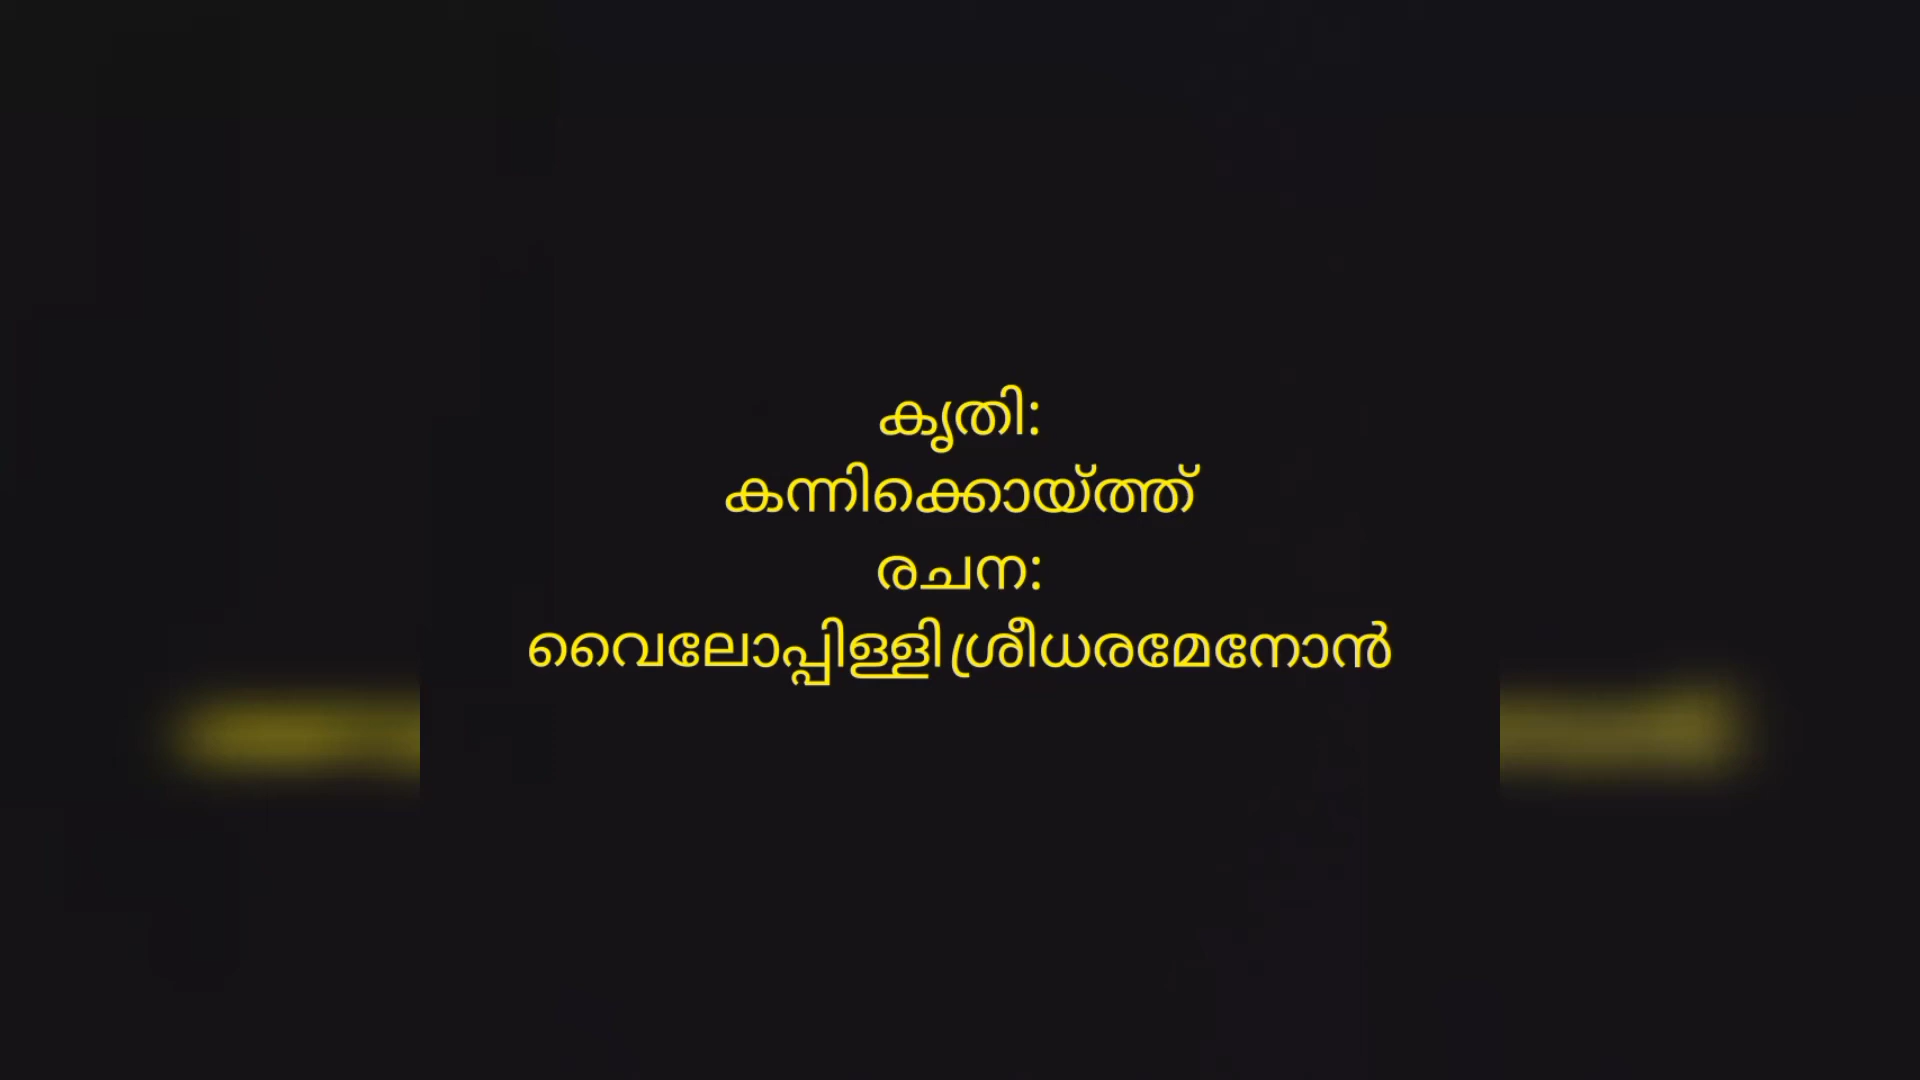 കൃതി:
കന്നിക്കൊയ്ത്ത്
രചന:
വൈലോപ്പിള്ളി ശ്രീധരമേനോൻ